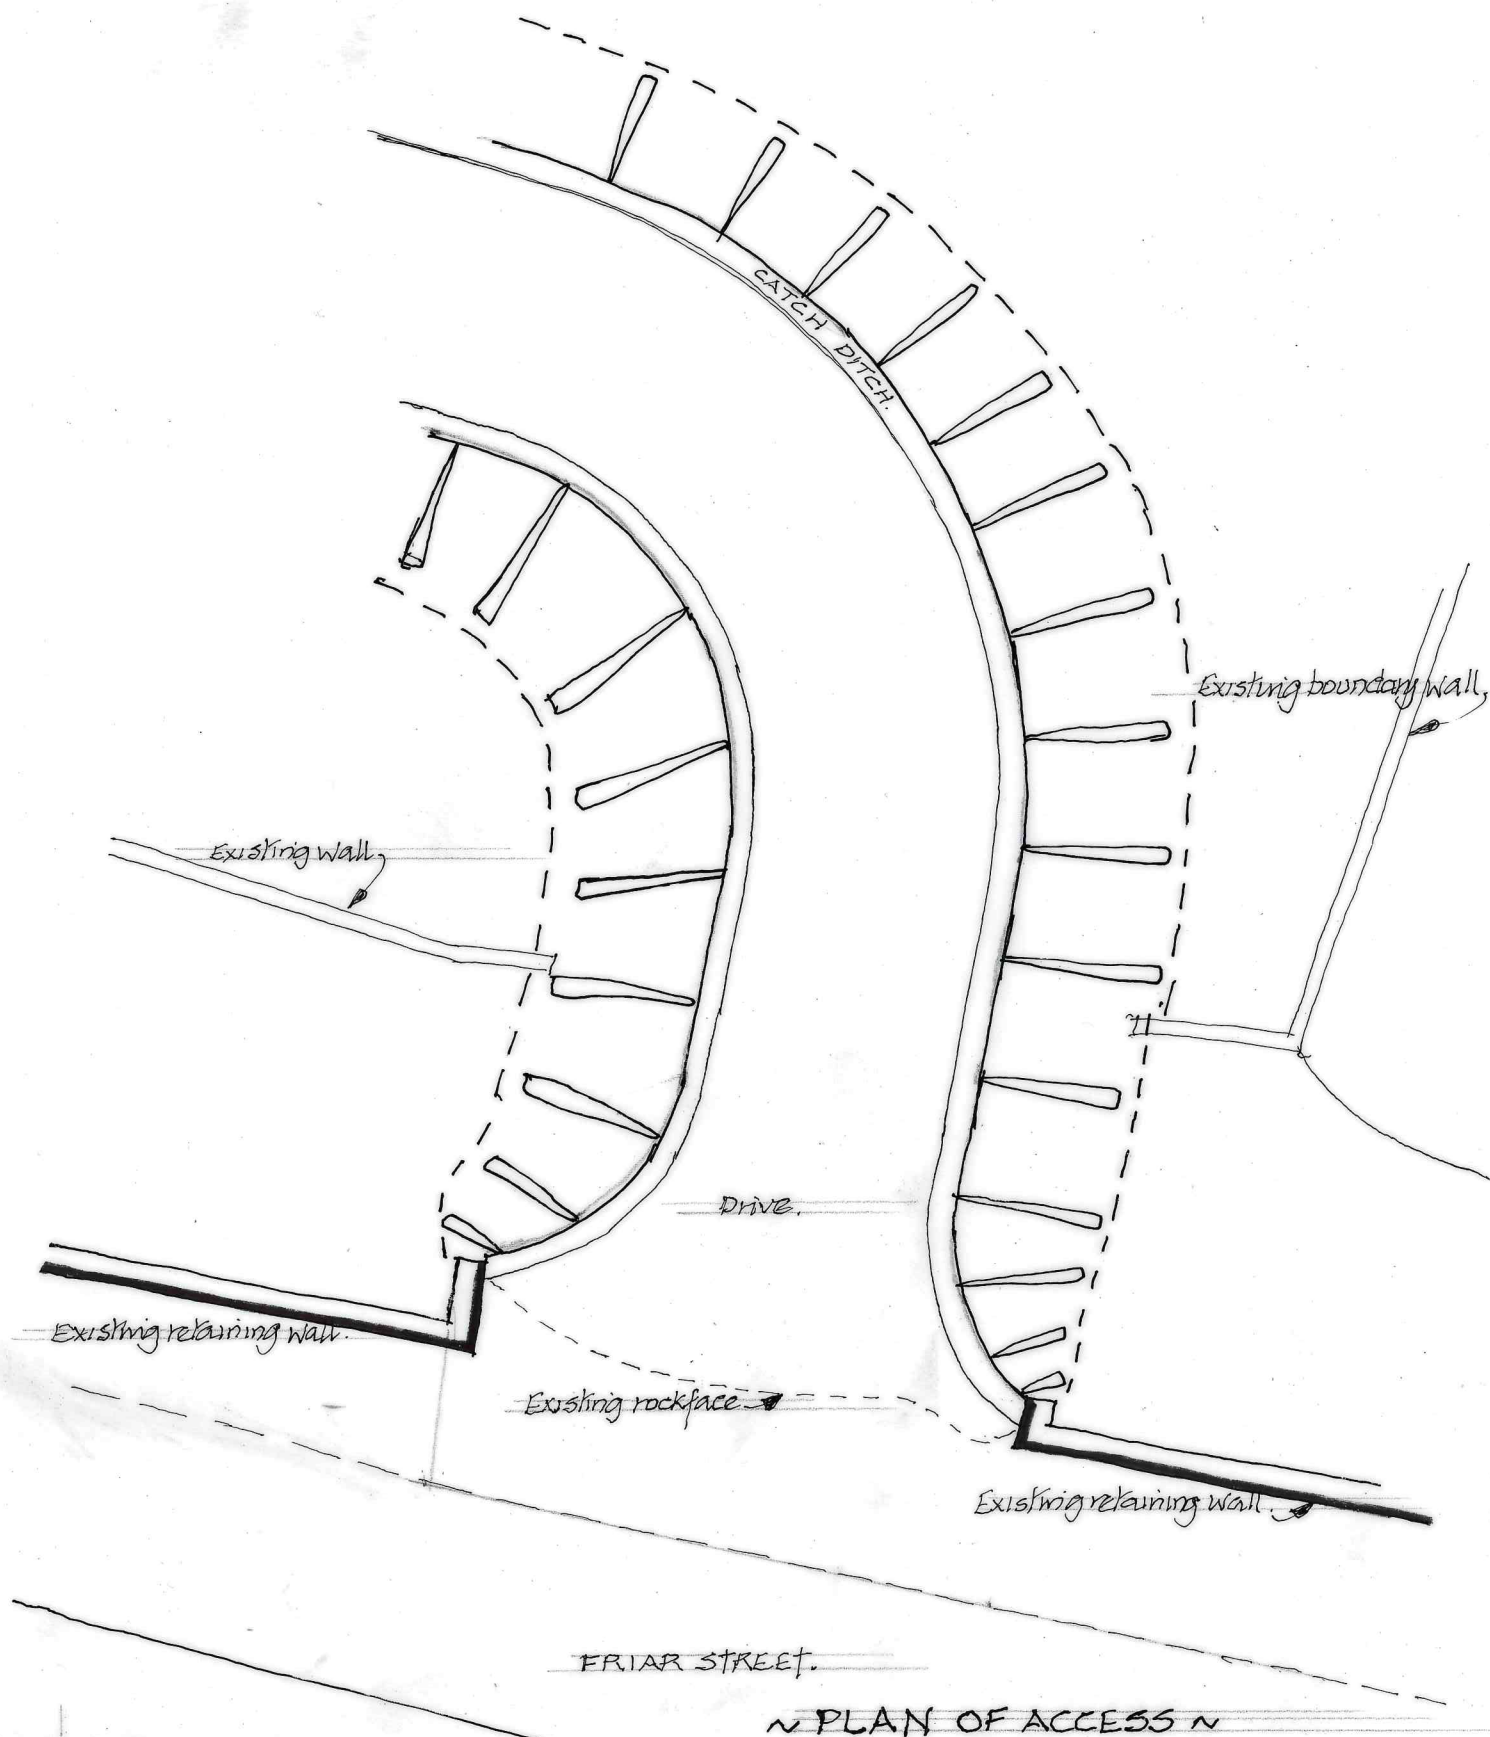 CATCH DITCH.
Existing boundary wall,
Existing wall,
Drive.
Existing retaining wall.
Existing rockface
Existing retaining wall.
FRIAR STREET.
~ PLAN OF ACCESS ~